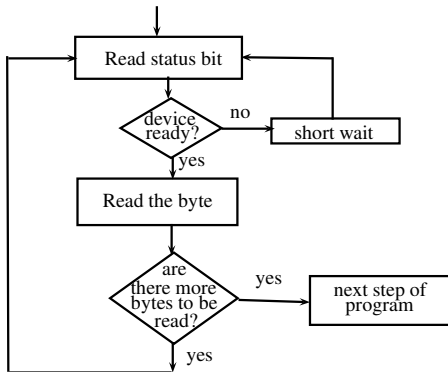 Read status bit
device
ready?
no
short wait
yes
Read the byte
are
there more
bytes to be
read?
yes
next step of
program
yes